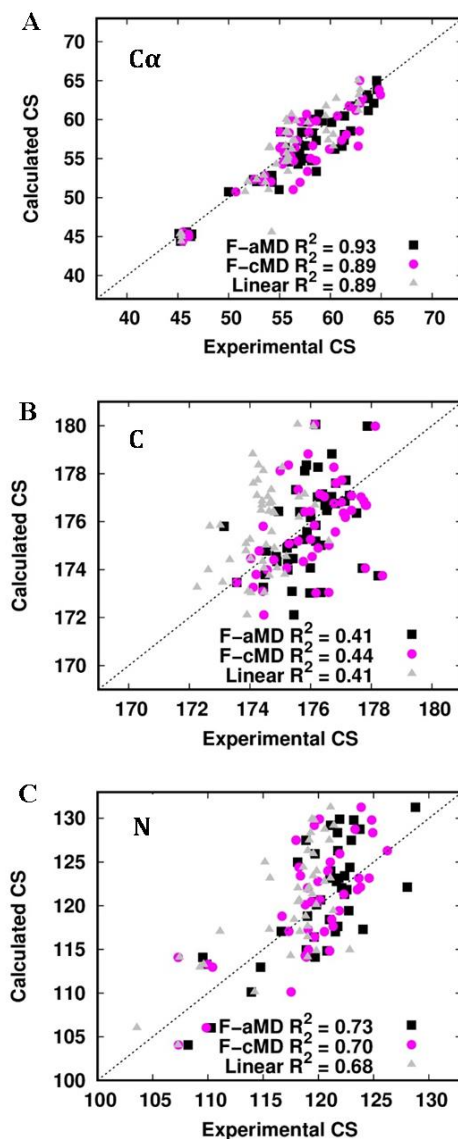 A
Cα
Calculated CS
70
65
60
55
50
45
40
F-aMD R² = 0.93
F-cMD R² = 0.89
Linear R² = 0.89
40 45 50 55 60 65 70
Experimental CS
B
C
Calculated CS
180
178
176
174
172
170
F-aMD R² = 0.41
F-cMD R² = 0.44
Linear R² = 0.41
170 172 174 176 178 180
Experimental CS
C
N
Calculated CS
130
125
120
115
110
105
100
F-aMD R² = 0.73
F-cMD R² = 0.70
Linear R² = 0.68
100 105 110 115 120 125 130
Experimental CS